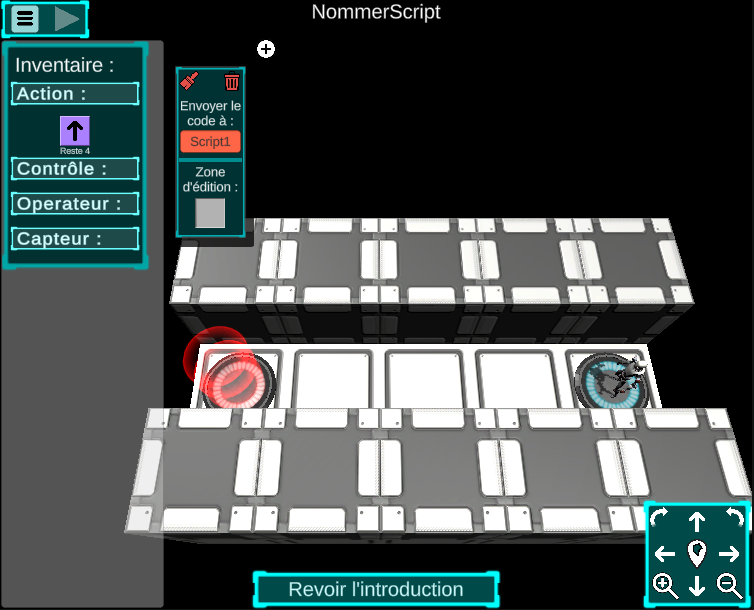 NommerScript
Inventaire :
Action :
Reste 4
Contrôle :
Operateur :
Capteur :
Envoyer le
code à :
Script1
Zone
d'édition :
Revoir l'introduction